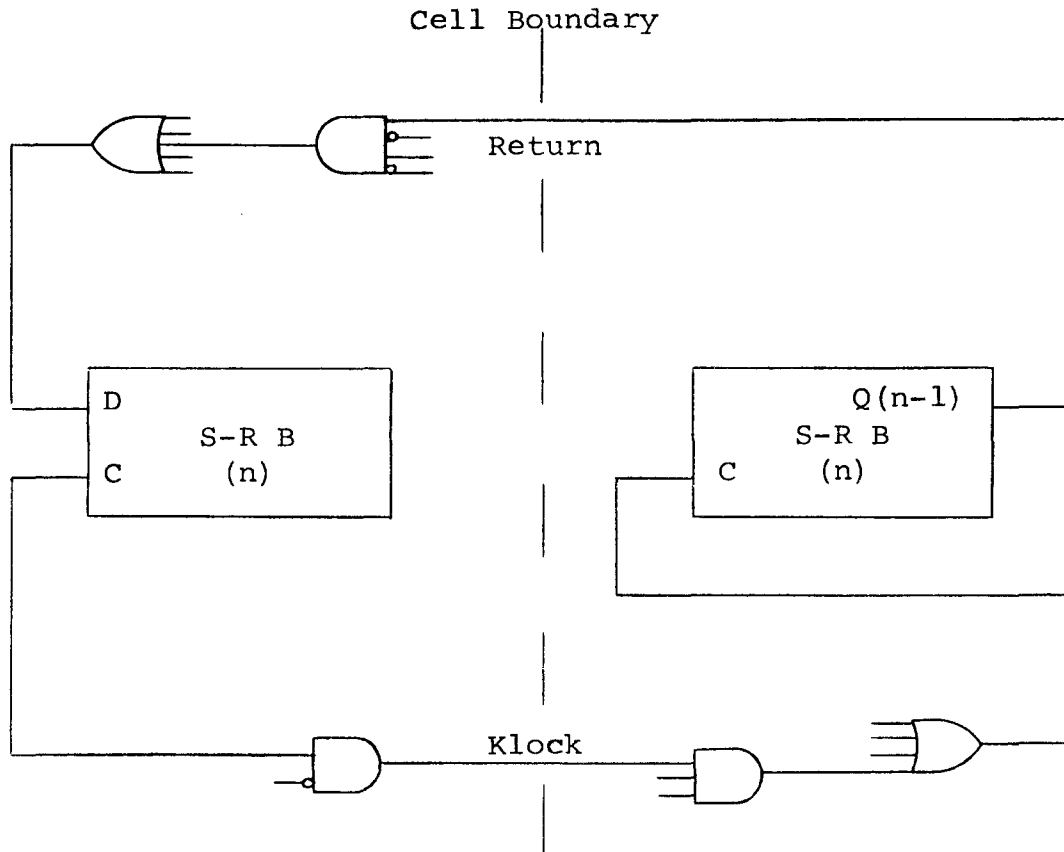 Cell Boundary
Return
D
S-R B
C (n)
Q(n-1)
S-R B
C (n)
Klock